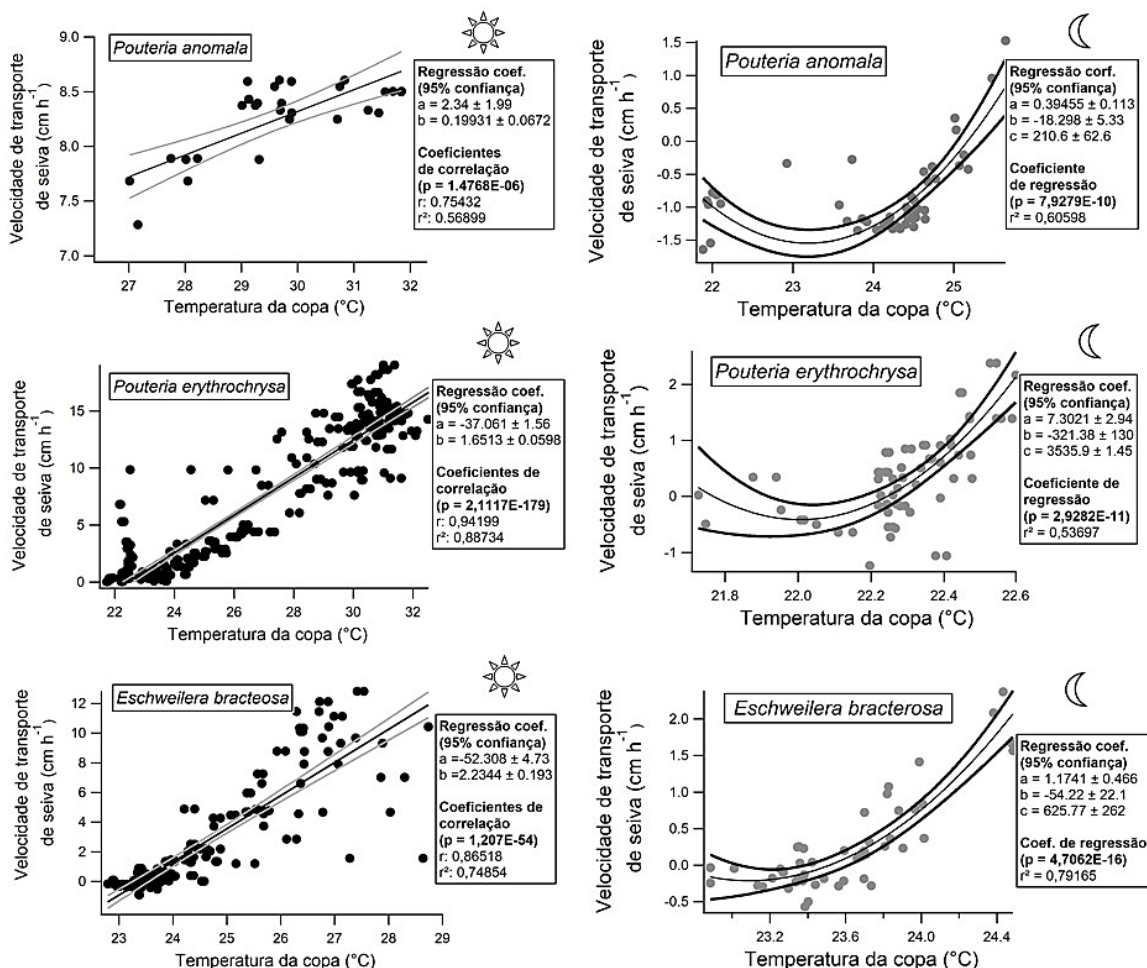 Pouteria anomala
Velocidade de transporte
de seiva (cm h-1)
9.0
8.5
8.0
7.5
7.0
27 28 29 30 31 32
Temperatura da copa (°C)
Regressão coef.
(95% confiança)
a = 2.34 ± 1.99
b = 0.19931 ± 0.0672
Coeficientes
de correlação
(p = 1.4768E-06)
r: 0.75432
r²: 0.56899
Pouteria anomala
Velocidade de transporte
de seiva (cm h-1)
1.5
1.0
0.5
0.0
-0.5
-1.0
-1.5
22 23 24 25
Temperatura da copa (°C)
Regressão corf.
(95% confiança)
a = 0.39455 ± 0.113
b = -18.298 ± 5.33
c = 210.6 ± 62.6
Coeficiente
de regressão
(p = 7,9279E-10)
r² = 0,60598
Pouteria erythrochrysa
Velocidade de transporte
de seiva (cm h-1)
15
10
5
0
22 24 26 28 30 32
Temperatura da copa (°C)
Regressão coef.
(95% confiança)
a = -37.061 ± 1.56
b = 1.6513 ± 0.0598
Coeficientes de
correlação
(p = 2,1117E-179)
r: 0,94199
r²: 0,88734
Pouteria erythrochrysa
Velocidade de transporte
de seiva (cm h-1)
2
1
0
-1
21.8 22.0 22.2 22.4 22.6
Temperatura da copa (°C)
Regressão coef.
(95% confiança)
a = 7.3021 ± 2.94
b = -321.38 ± 130
c = 3535.9 ± 1.45
Coeficiente de
regressão
(p = 2,9282E-11)
r² = 0,53697
Eschweilera bracteosa
Velocidade de transporte
de seiva (cm h-1)
12
10
8
6
4
2
0
23 24 25 26 27 28 29
Temperatura da copa (°C)
Regressão coef.
(95% confiança)
a =-52.308 ± 4.73
b =2.2344 ± 0.193
Coeficientes de
correlação
(p = 1,207E-54)
r: 0,86518
r²: 0,74854
Eschweilera bracterosa
Velocidade de transporte
de seiva (cm h-1)
2.0
1.5
1.0
0.5
0.0
-0.5
23.2 23.6 24.0 24.4
Temperatura da copa (°C)
Regressão coef.
(95% confiança)
a = 1.1741 ± 0.466
b = -54.22 ± 22.1
c = 625.77 ± 262
Coef. de regressão
(p = 4,7062E-16)
r² = 0,79165